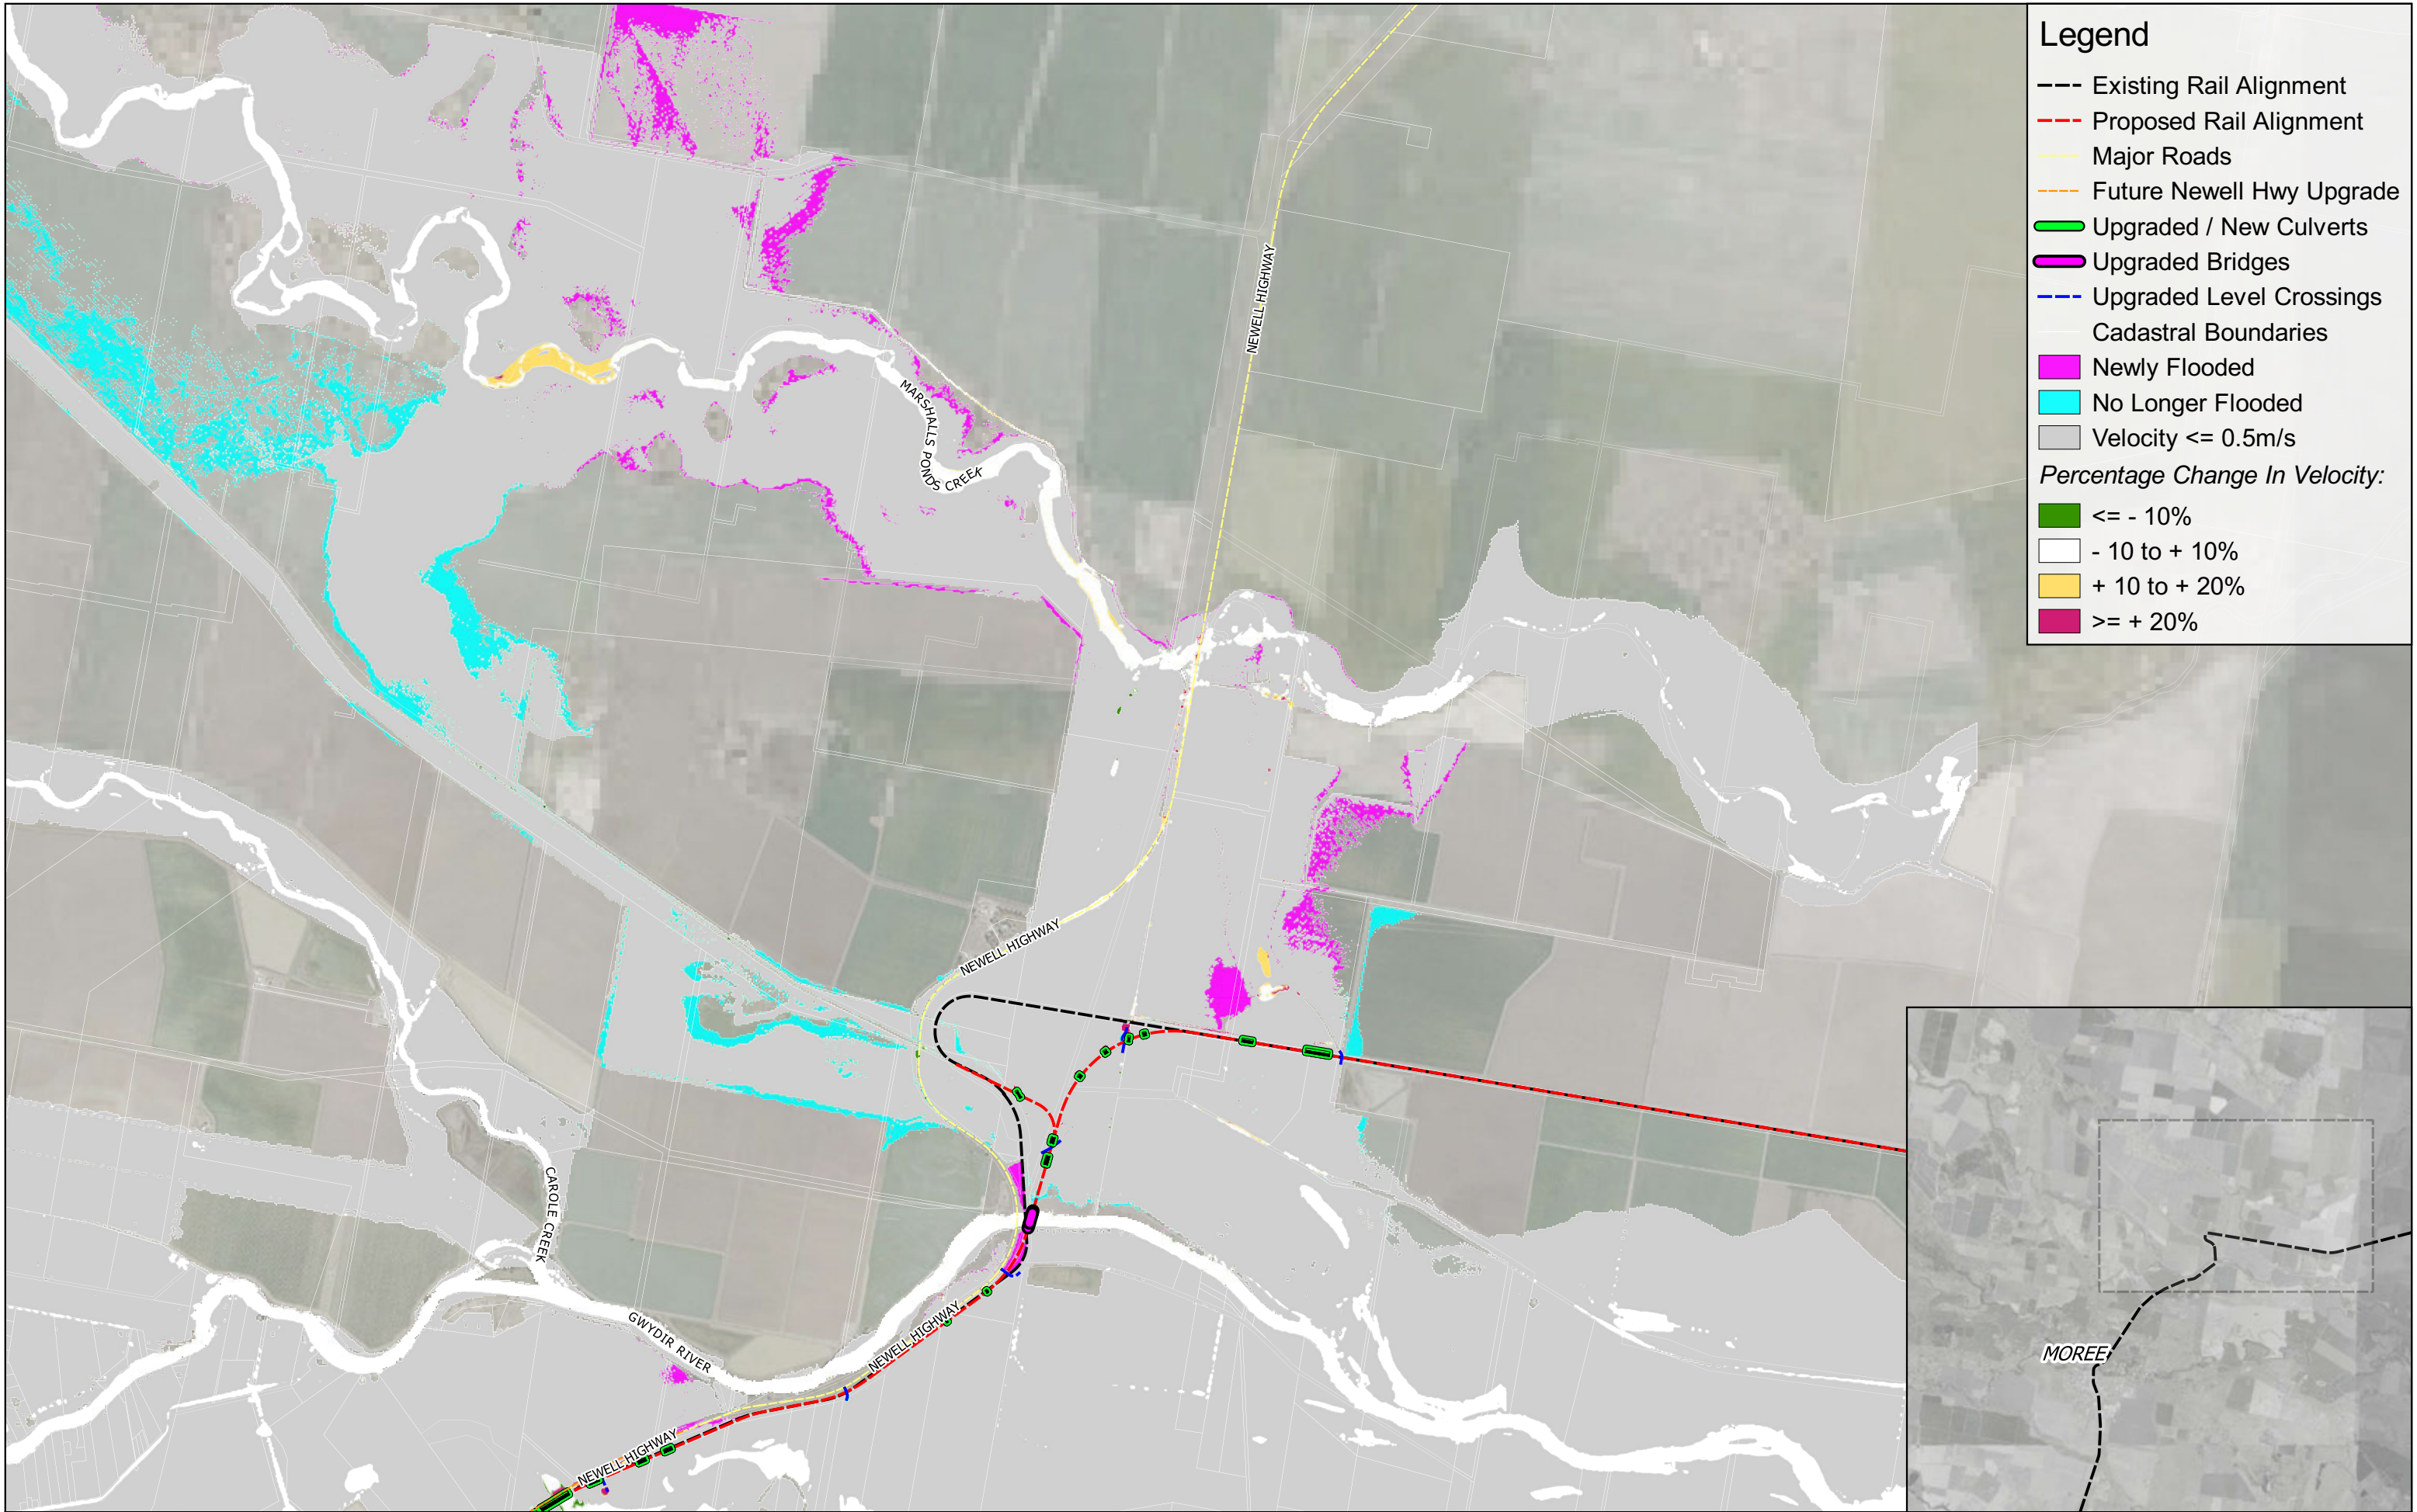 Legend
Existing Rail Alignment
Proposed Rail Alignment
Major Roads
Future Newell Hwy Upgrade
Upgraded / New Culverts
Upgraded Bridges
Upgraded Level Crossings
Cadastral Boundaries
Newly Flooded
No Longer Flooded
Velocity <= 0.5m/s
Percentage Change In Velocity:
<= - 10%
- 10 to + 10%
+ 10 to + 20%
>= + 20%
NEWELL HIGHWAY
MARSHALLS PONDS CREEK
NEWELL HIGHWAY
CAROLE CREEK
GWYDIR RIVER
NEWELL HIGHWAY
NEWELL HIGHWAY
MOREE